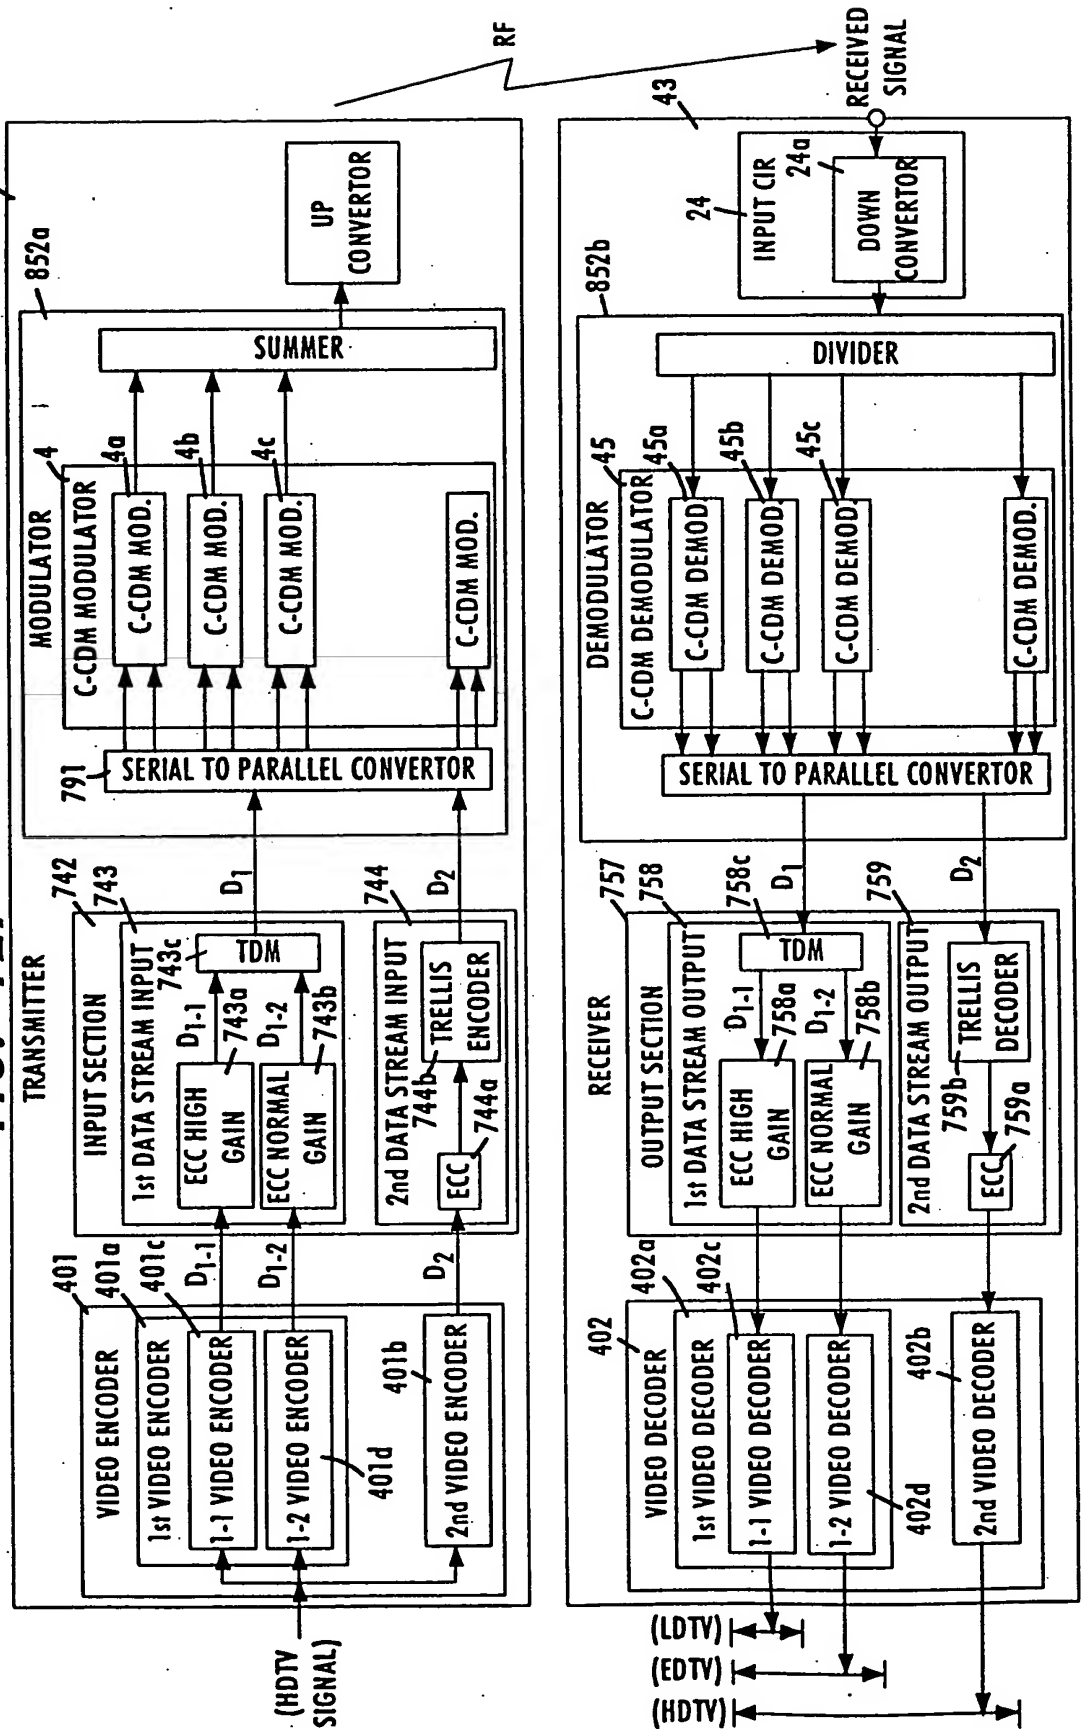 TRANSMITTER
(HDTV
SIGNAL)
VIDEO ENCODER
401
1st VIDEO ENCODER
401a
1-1 VIDEO ENCODER
401c
1-2 VIDEO ENCODER
401d
2nd VIDEO ENCODER
401b
D1-1
D1-2
D2
INPUT SECTION
742
1st DATA STREAM INPUT
743
ECC HIGH
GAIN
743a
ECC NORMAL
GAIN
743b
D1-1
D1-2
743c
TDM
2nd DATA STREAM INPUT
744
ECC
744a
744b
TRELLIS
ENCODER
D1
D2
MODULATOR
852a
791
SERIAL TO PARALLEL CONVERTOR
C-CDM MODULATOR
4
C-CDM MOD.
4a
C-CDM MOD.
4b
C-CDM MOD.
4c
C-CDM MOD.
SUMMER
UP
CONVERTOR
RF
RECEIVER
43
RECEIVED
SIGNAL
24
INPUT CIR
24a
DOWN
CONVERTOR
DEMODULATOR
852b
DIVIDER
C-CDM DEMODULATOR
45
C-CDM DEMOD.
45a
C-CDM DEMOD.
45b
C-CDM DEMOD.
45c
C-CDM DEMOD.
SERIAL TO PARALLEL CONVERTOR
D1
D2
OUTPUT SECTION
757
1st DATA STREAM OUTPUT
758
758c
TDM
D1-1
D1-2
ECC HIGH
GAIN
758a
ECC NORMAL
GAIN
758b
2nd DATA STREAM OUTPUT
759
759b
TRELLIS
DECODER
ECC
759a
VIDEO DECODER
402
1st VIDEO DECODER
402a
1-1 VIDEO DECODER
402c
1-2 VIDEO DECODER
402d
2nd VIDEO DECODER
402b
(LDTV)
(EDTV)
(HDTV)